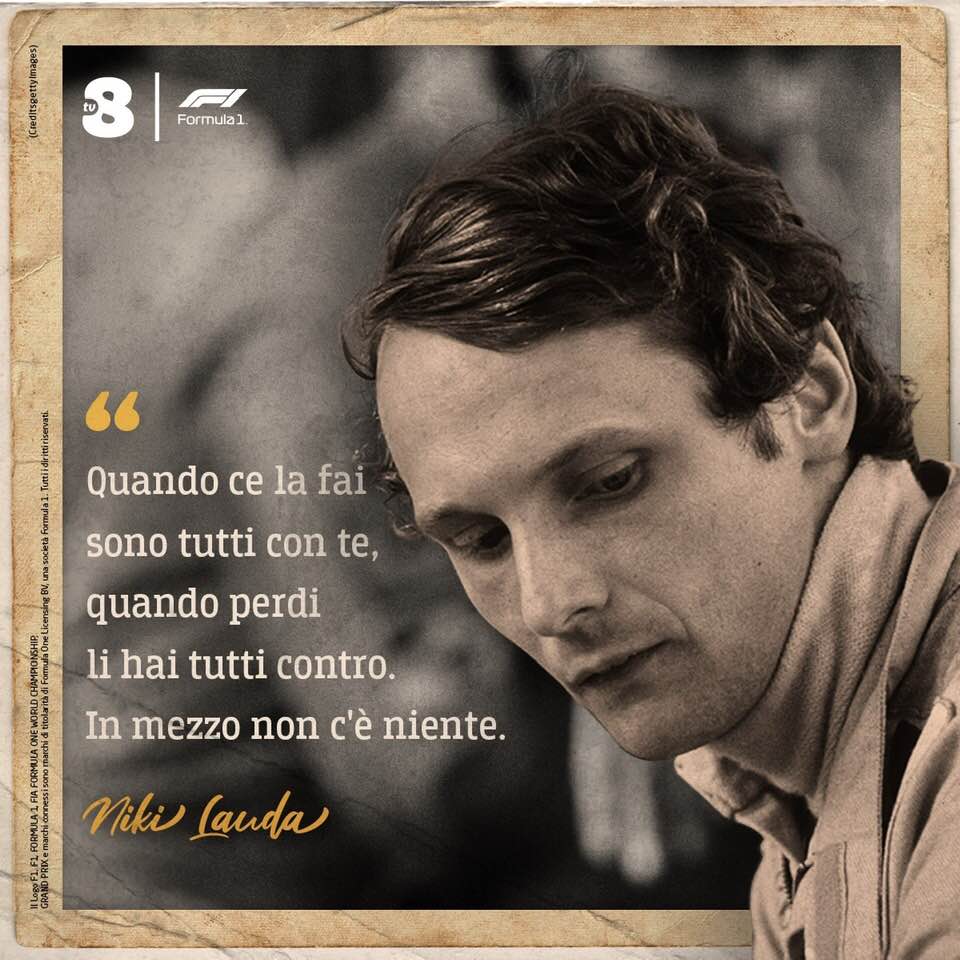 (CreditsgettyImages)
tv8
F1
Formula 1.
“
Quando ce la fai
sono tutti con te,
quando perdi
li hai tutti contro.
In mezzo non c'è niente.
Niki Lauda
Il Logo F1, F1, FORMULA 1, FIA FORMULA ONE WORLD CHAMPIONSHIP,
GRAND PRIX e marchi connessi sono marchi di titolarità di Formula One Licensing BV, una società Formula 1. Tutti i diritti riservati.